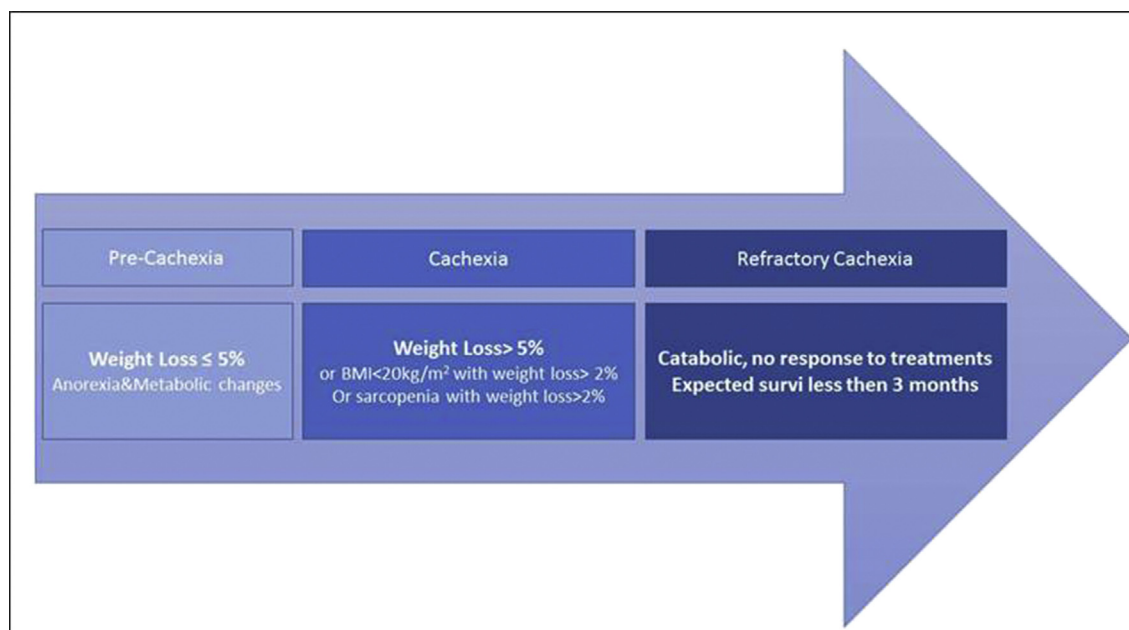 Pre-Cachexia
Cachexia
Refractory Cachexia
Weight Loss ≤ 5%
Anorexia&Metabolic changes
Weight Loss> 5%
or BMI<20kg/m² with weight loss> 2%
Or sarcopenia with weight loss>2%
Catabolic, no response to treatments
Expected survi less then 3 months